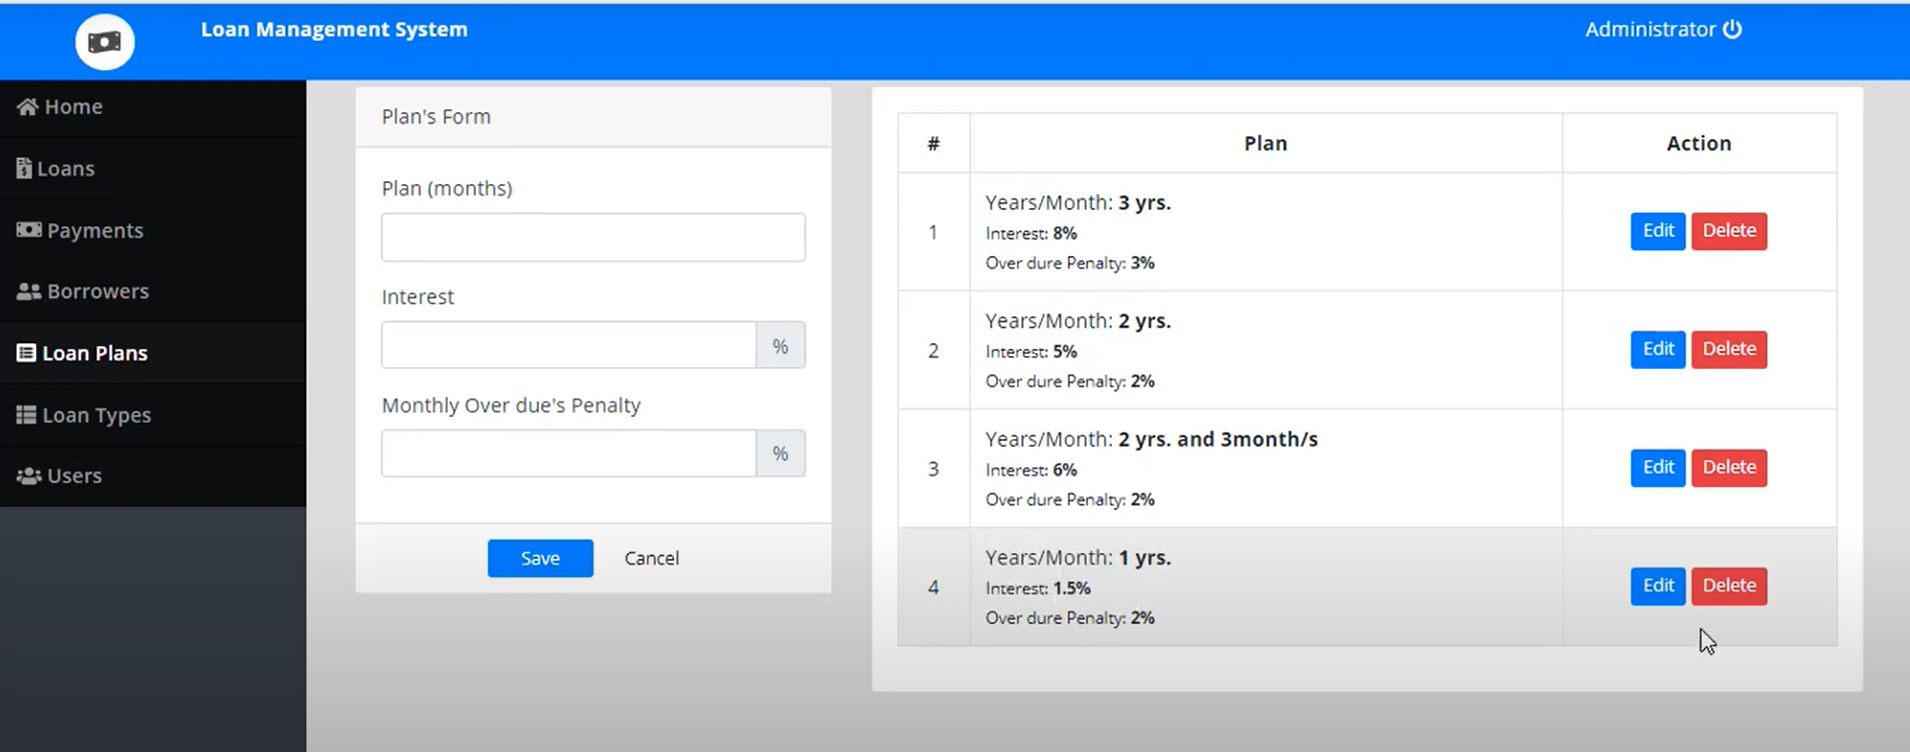 Loan Management System
Administrator
Home
Loans
Payments
Borrowers
Loan Plans
Loan Types
Users
Plan's Form
Plan (months)
Interest
%
Monthly Over due's Penalty
%
Save Cancel
# Plan Action
1
Years/Month: 3 yrs.
Interest: 8%
Over dure Penalty: 3%
Edit Delete
2
Years/Month: 2 yrs.
Interest: 5%
Over dure Penalty: 2%
Edit Delete
3
Years/Month: 2 yrs. and 3month/s
Interest: 6%
Over dure Penalty: 2%
Edit Delete
4
Years/Month: 1 yrs.
Interest: 1.5%
Over dure Penalty: 2%
Edit Delete